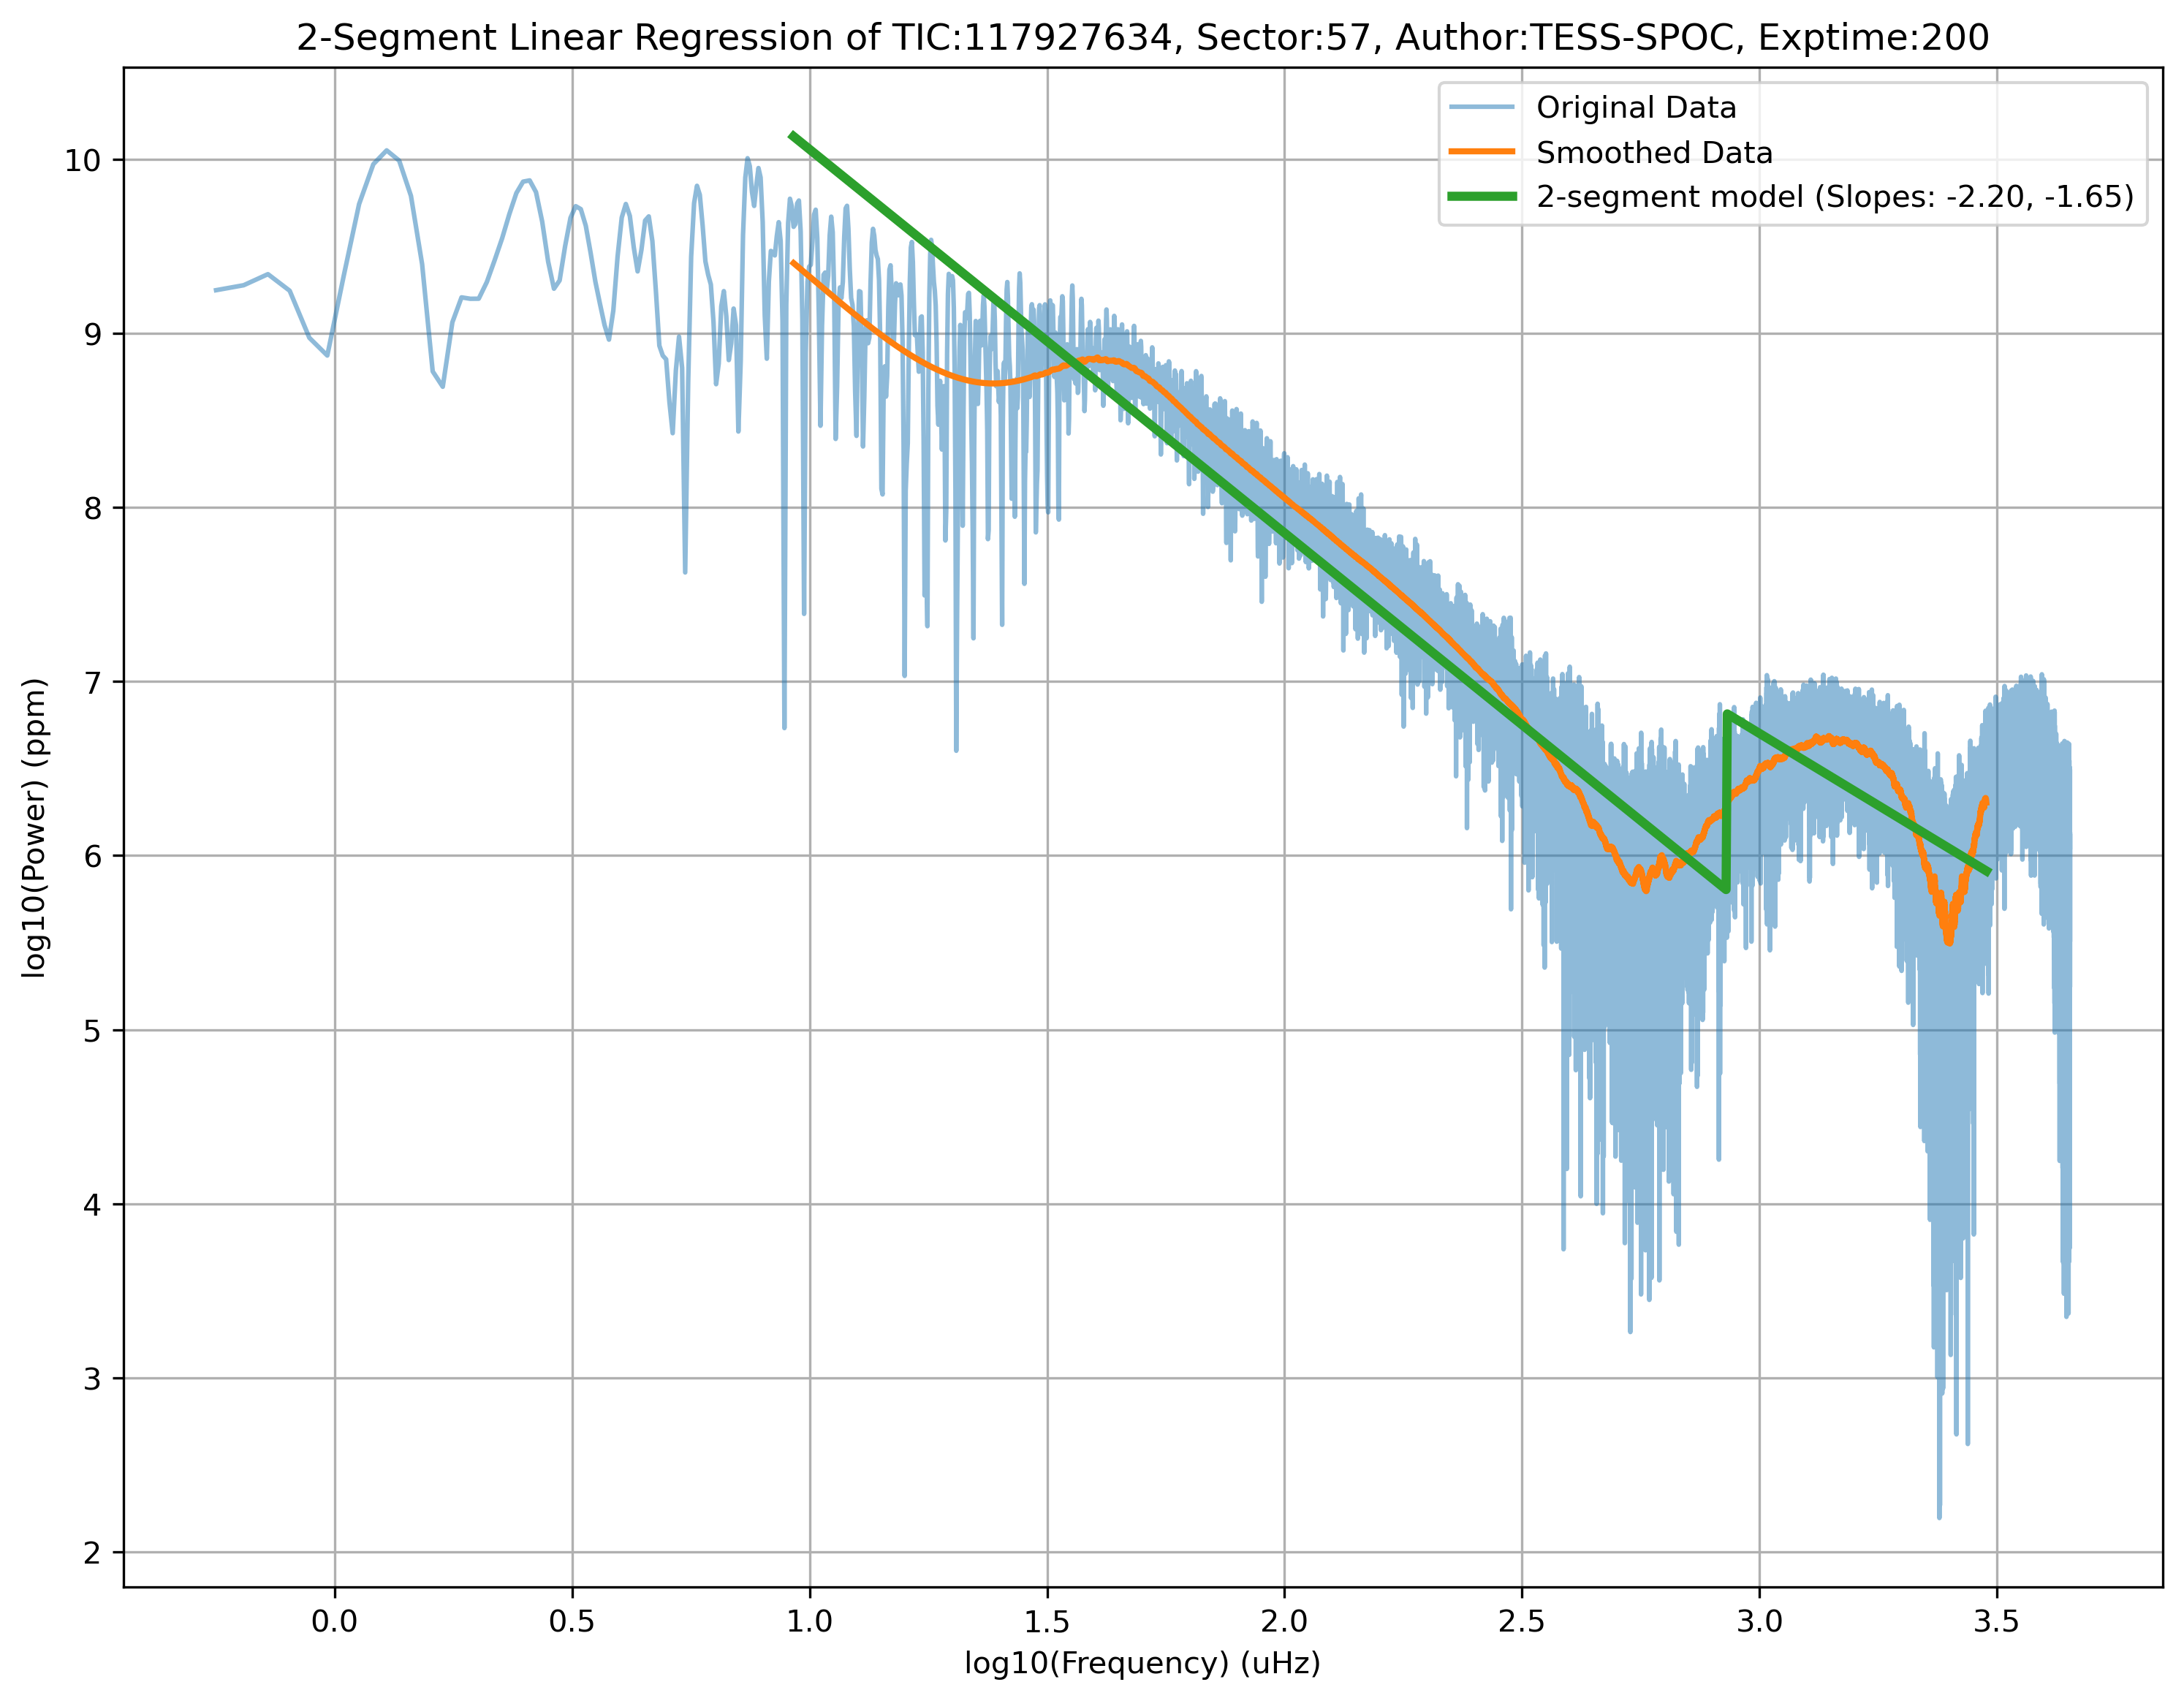 2-Segment Linear Regression of TIC:117927634, Sector:57, Author:TESS-SPOC, Exptime:200
Original Data
Smoothed Data
2-segment model (Slopes: -2.20, -1.65)
log10(Power) (ppm)
10
9
8
7
6
5
4
3
2
0.0 0.5 1.0 1.5 2.0 2.5 3.0 3.5
log10(Frequency) (uHz)